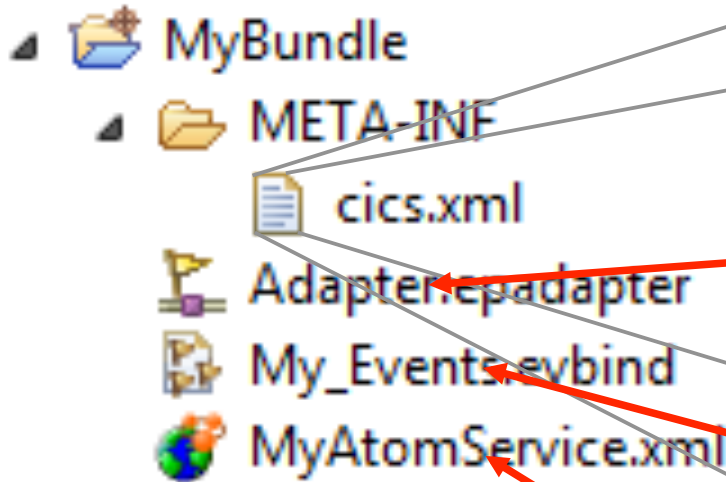 MyBundle
META-INF
cics.xml
Adapter.epadapter
My_Events.evbind
MyAtomService.xml